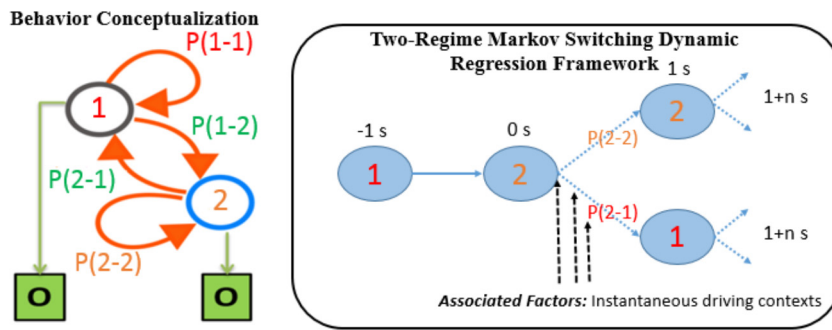 Behavior Conceptualization
P(1-1)
1
P(1-2)
P(2-1)
2
P(2-2)
O
O
Two-Regime Markov Switching Dynamic
Regression Framework
1 s
1+n s
-1 s
0 s
2
P(2-2)
1
2
P(2-1)
1
1+n s
Associated Factors: Instantaneous driving contexts